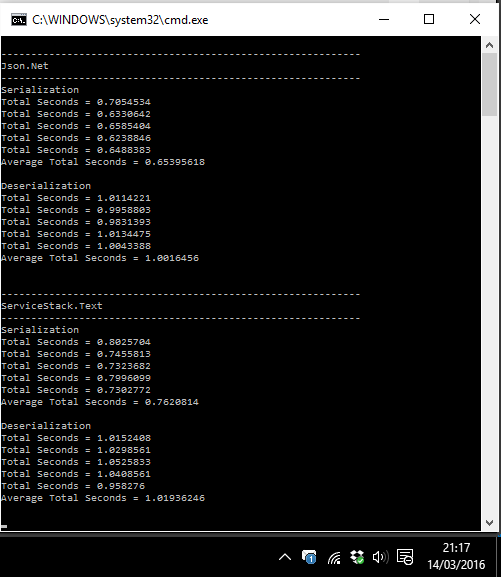 C:\WINDOWS\system32\cmd.exe
------------------------------------------------------------
Json.Net
------------------------------------------------------------
Serialization
Total Seconds = 0.7054534
Total Seconds = 0.6330642
Total Seconds = 0.6585404
Total Seconds = 0.6238846
Total Seconds = 0.6488383
Average Total Seconds = 0.65395618
Deserialization
Total Seconds = 1.0114221
Total Seconds = 0.9958803
Total Seconds = 0.9831393
Total Seconds = 1.0134475
Total Seconds = 1.0043388
Average Total Seconds = 1.0016456
------------------------------------------------------------
ServiceStack.Text
------------------------------------------------------------
Serialization
Total Seconds = 0.8025704
Total Seconds = 0.7455813
Total Seconds = 0.7323682
Total Seconds = 0.7996099
Total Seconds = 0.7302772
Average Total Seconds = 0.7620814
Deserialization
Total Seconds = 1.0152408
Total Seconds = 1.0298561
Total Seconds = 1.0525833
Total Seconds = 1.0408561
Total Seconds = 0.958276
Average Total Seconds = 1.01936246
1
21:17
14/03/2016